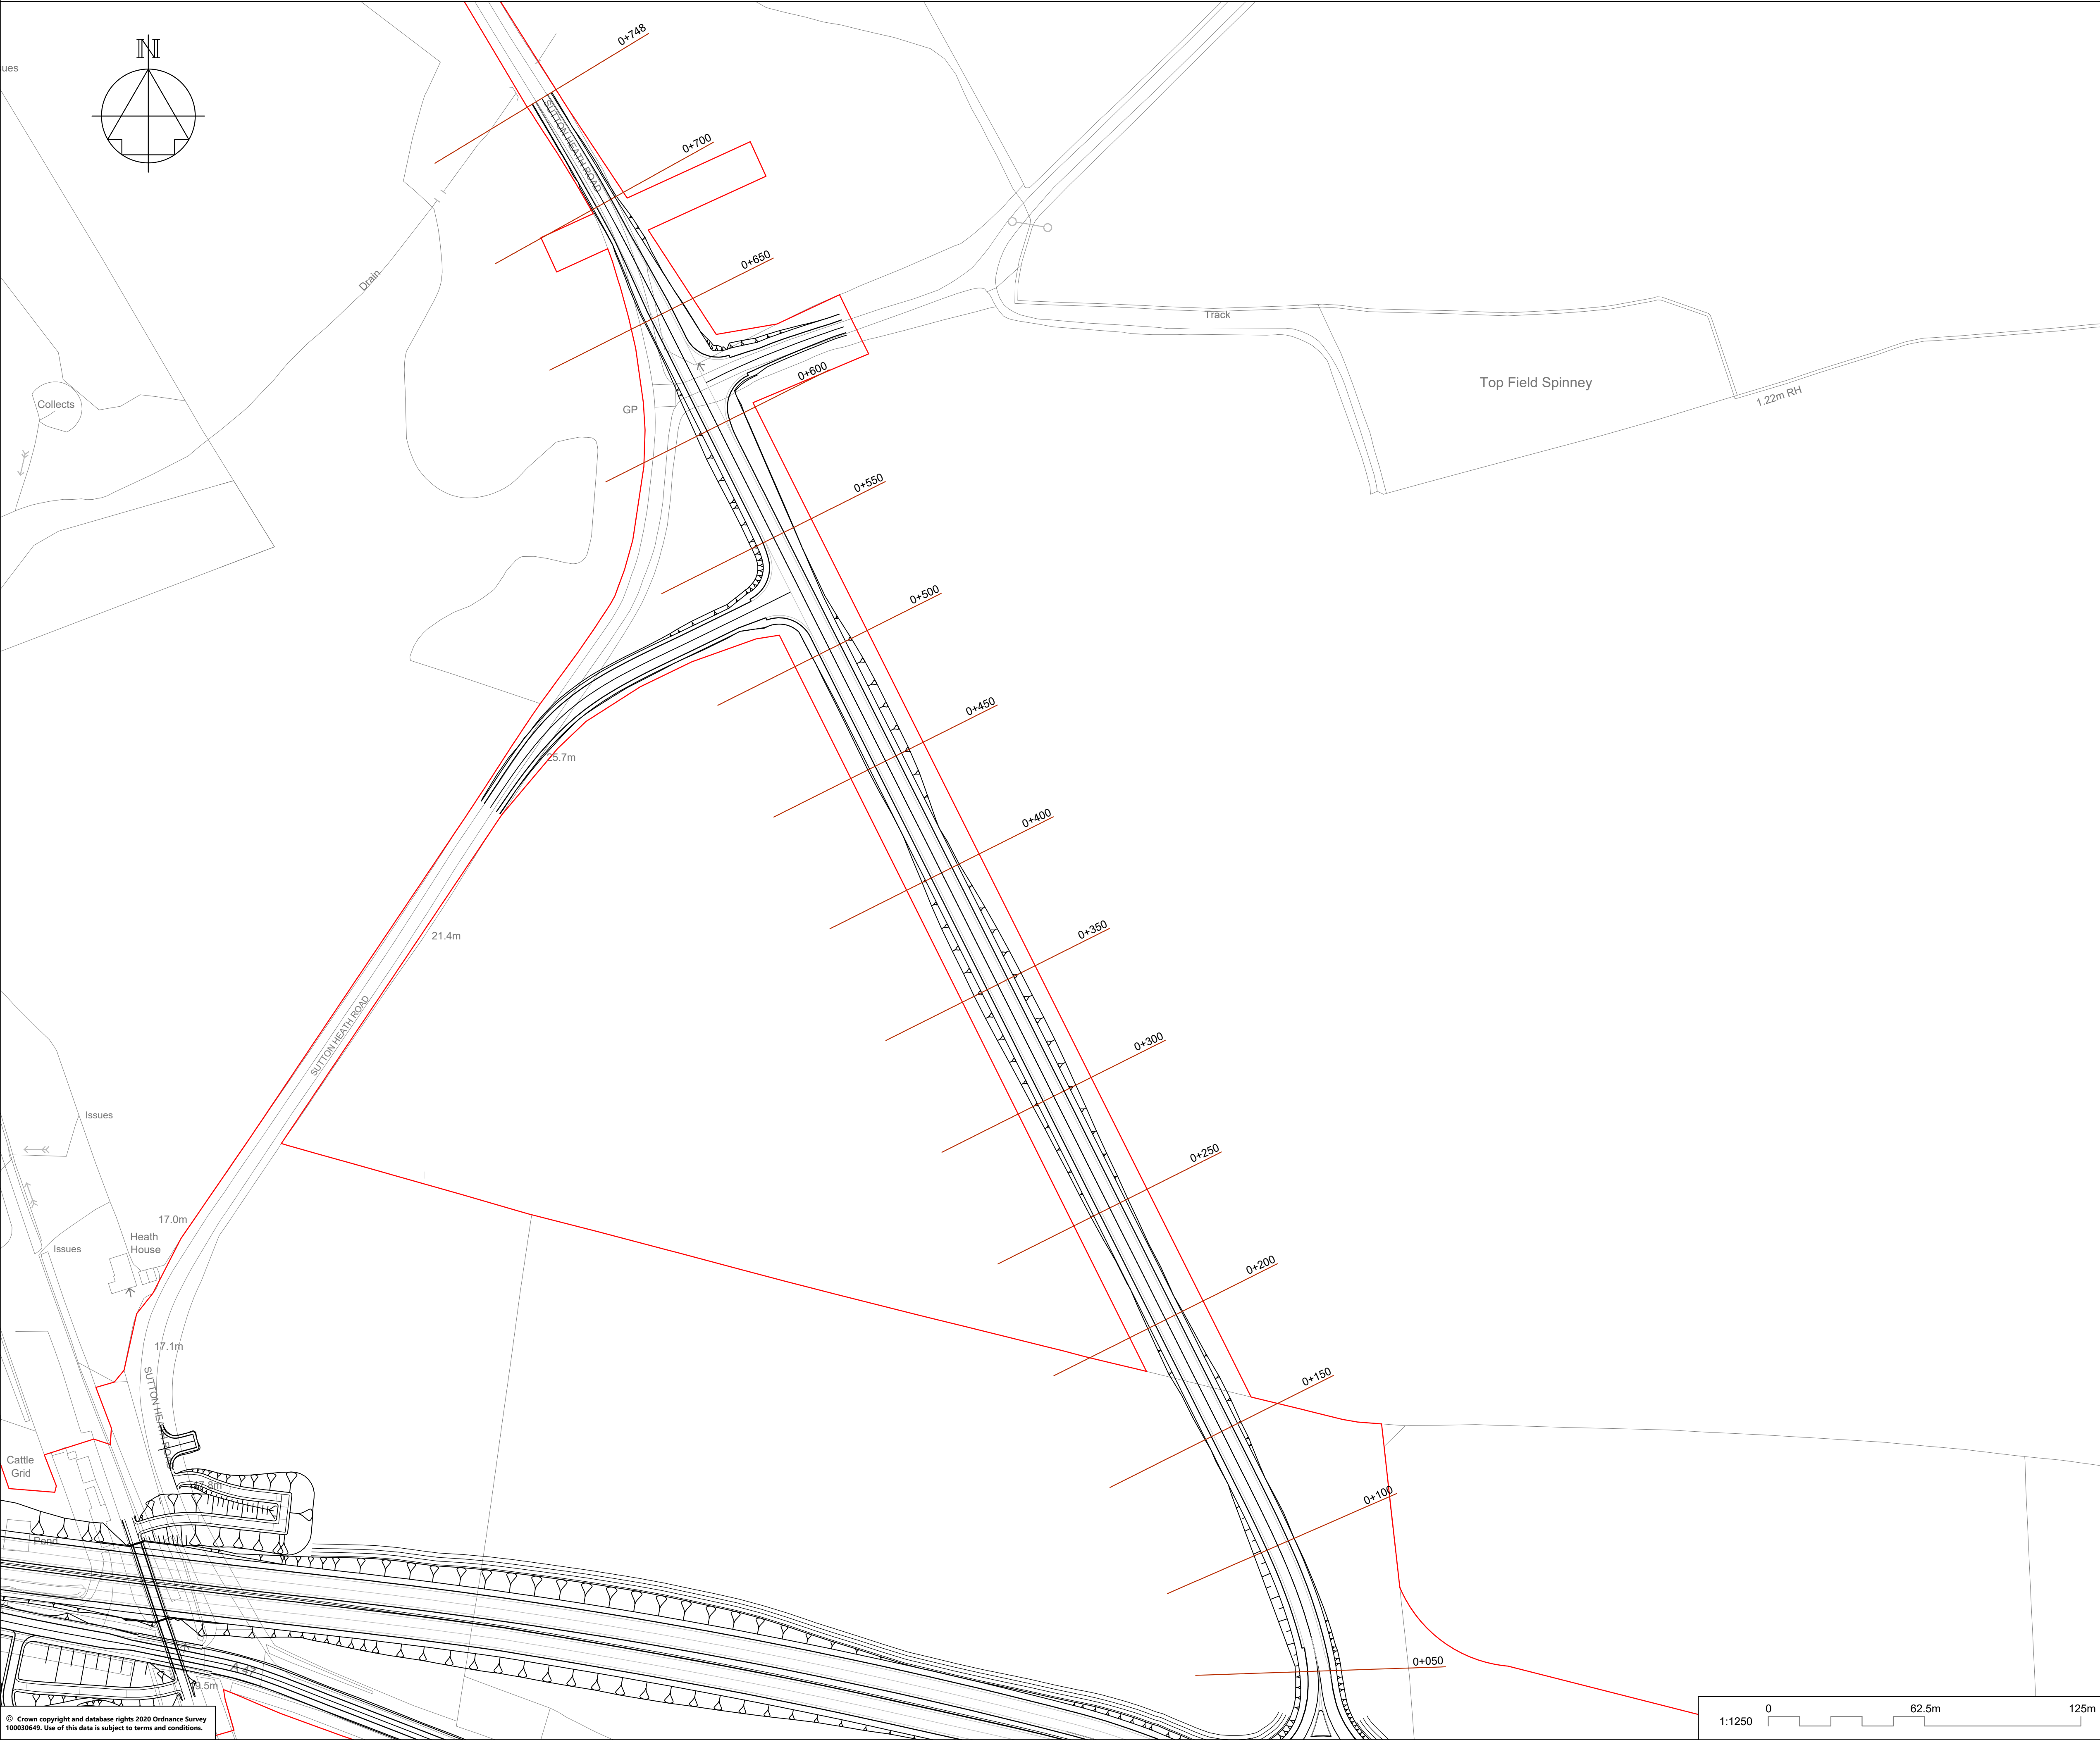 0+748
N
ues
SUTTON HEATH ROAD
0+700
0+650
Drain
Track
0+600
Top Field Spinney
1.22m RH
Collects
GP
0+550
0+500
0+450
25.7m
0+400
21.4m
0+350
SUTTON HEATH ROAD
0+300
Issues
0+250
17.0m
Heath
House
Issues
0+200
17.1m
0+150
SUTTON HEATH ROAD
Cattle
Grid
0+100
Pond
0+050
A 47
1:1250
0
62.5m
125m
© Crown copyright and database rights 2020 Ordnance Survey
100030649. Use of this data is subject to terms and conditions.